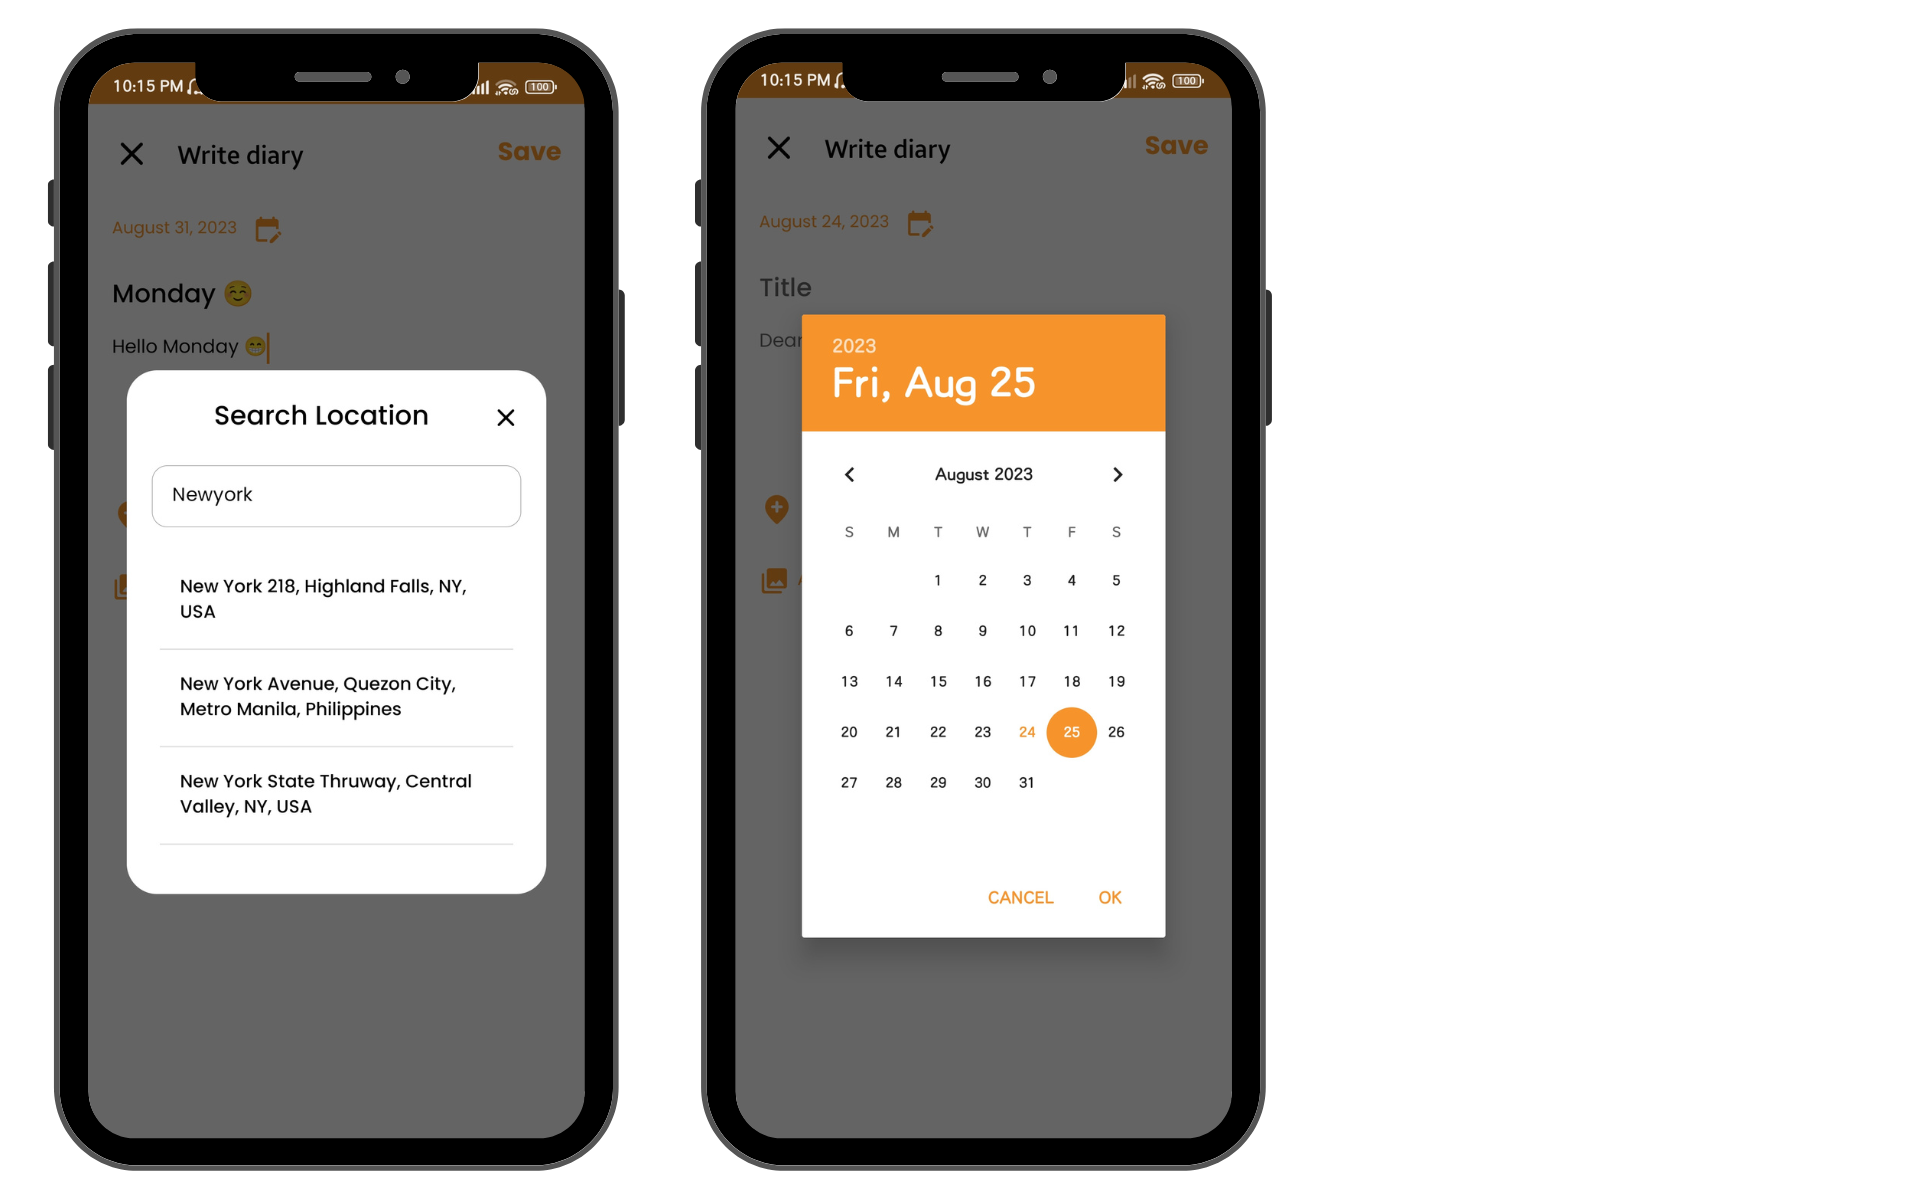 10:15 PM
100
Write diary
Save
August 31, 2023
Monday ☺️
Hello Monday 😁
Search Location
Newyork
New York 218, Highland Falls, NY,
USA
New York Avenue, Quezon City,
Metro Manila, Philippines
New York State Thruway, Central
Valley, NY, USA
10:15 PM
100
Write diary
Save
August 24, 2023
Title
Dear
2023
Fri, Aug 25
August 2023
S M T W T F S
1 2 3 4 5
6 7 8 9 10 11 12
13 14 15 16 17 18 19
20 21 22 23 24 25 26
27 28 29 30 31
CANCEL OK